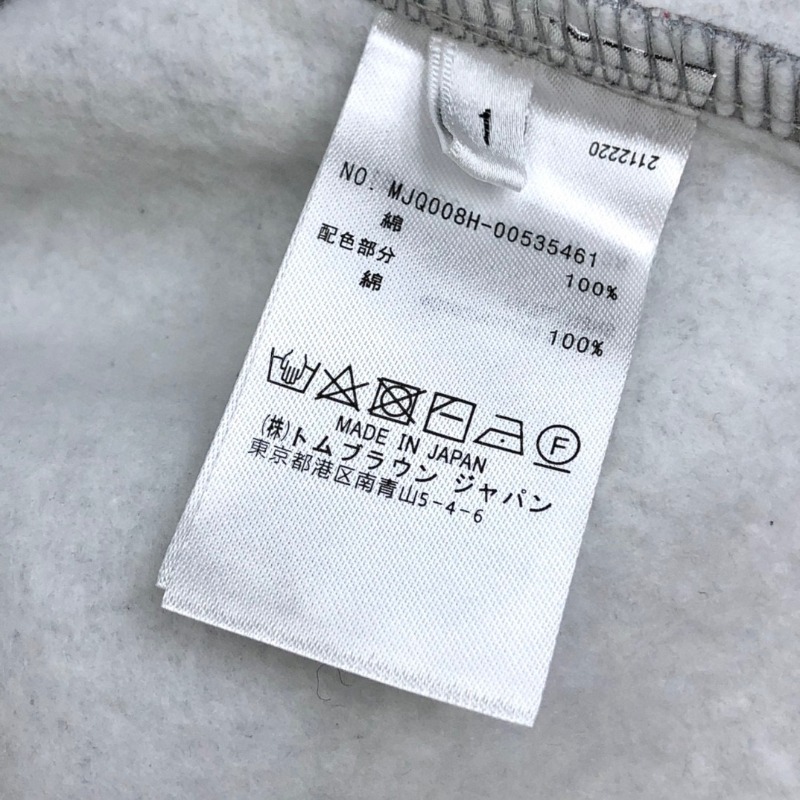 1
2112220
NO. MJQ008H-00535461
綿 100%
配色部分
綿 100%
F
MADE IN JAPAN
(株)トムブラウン ジャパン
東京都港区南青山5-4-6